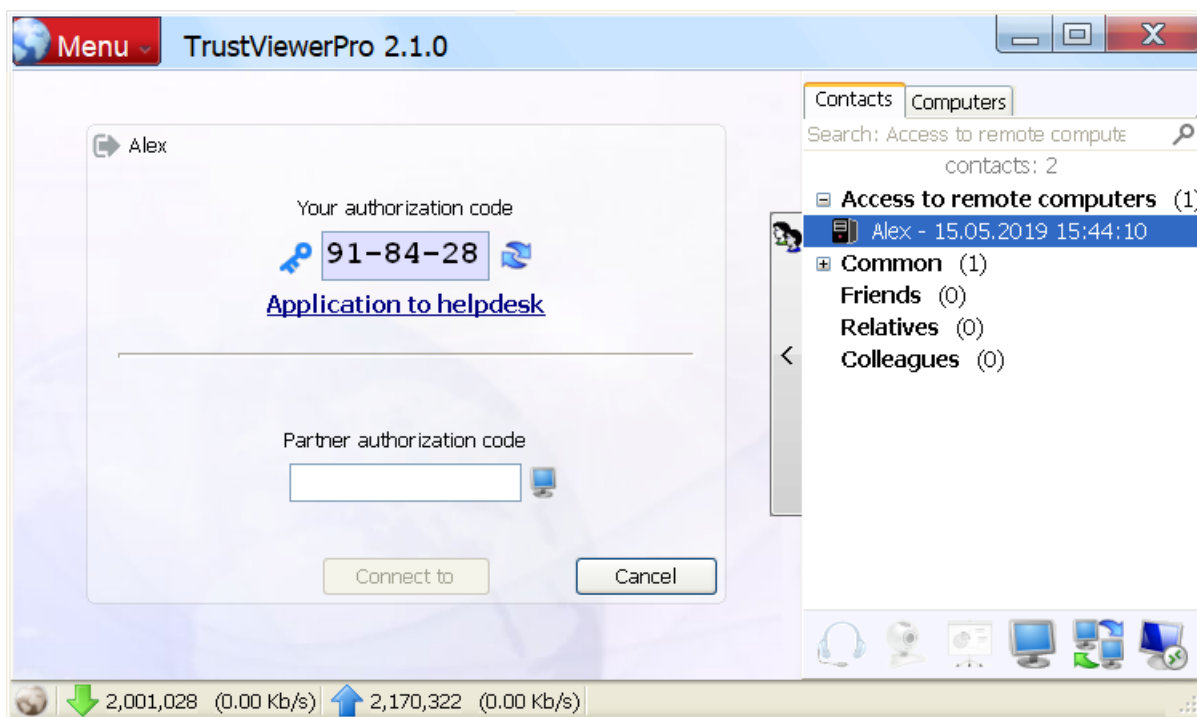 Menu
TrustViewerPro 2.1.0
Alex
Your authorization code
91-84-28
Application to helpdesk
Partner authorization code
Connect to
Cancel
Contacts
Computers
Search: Access to remote compute
contacts: 2
Access to remote computers (1)
Alex - 15.05.2019 15:44:10
Common (1)
Friends (0)
Relatives (0)
Colleagues (0)
2,001,028 (0.00 Kb/s)
2,170,322 (0.00 Kb/s)